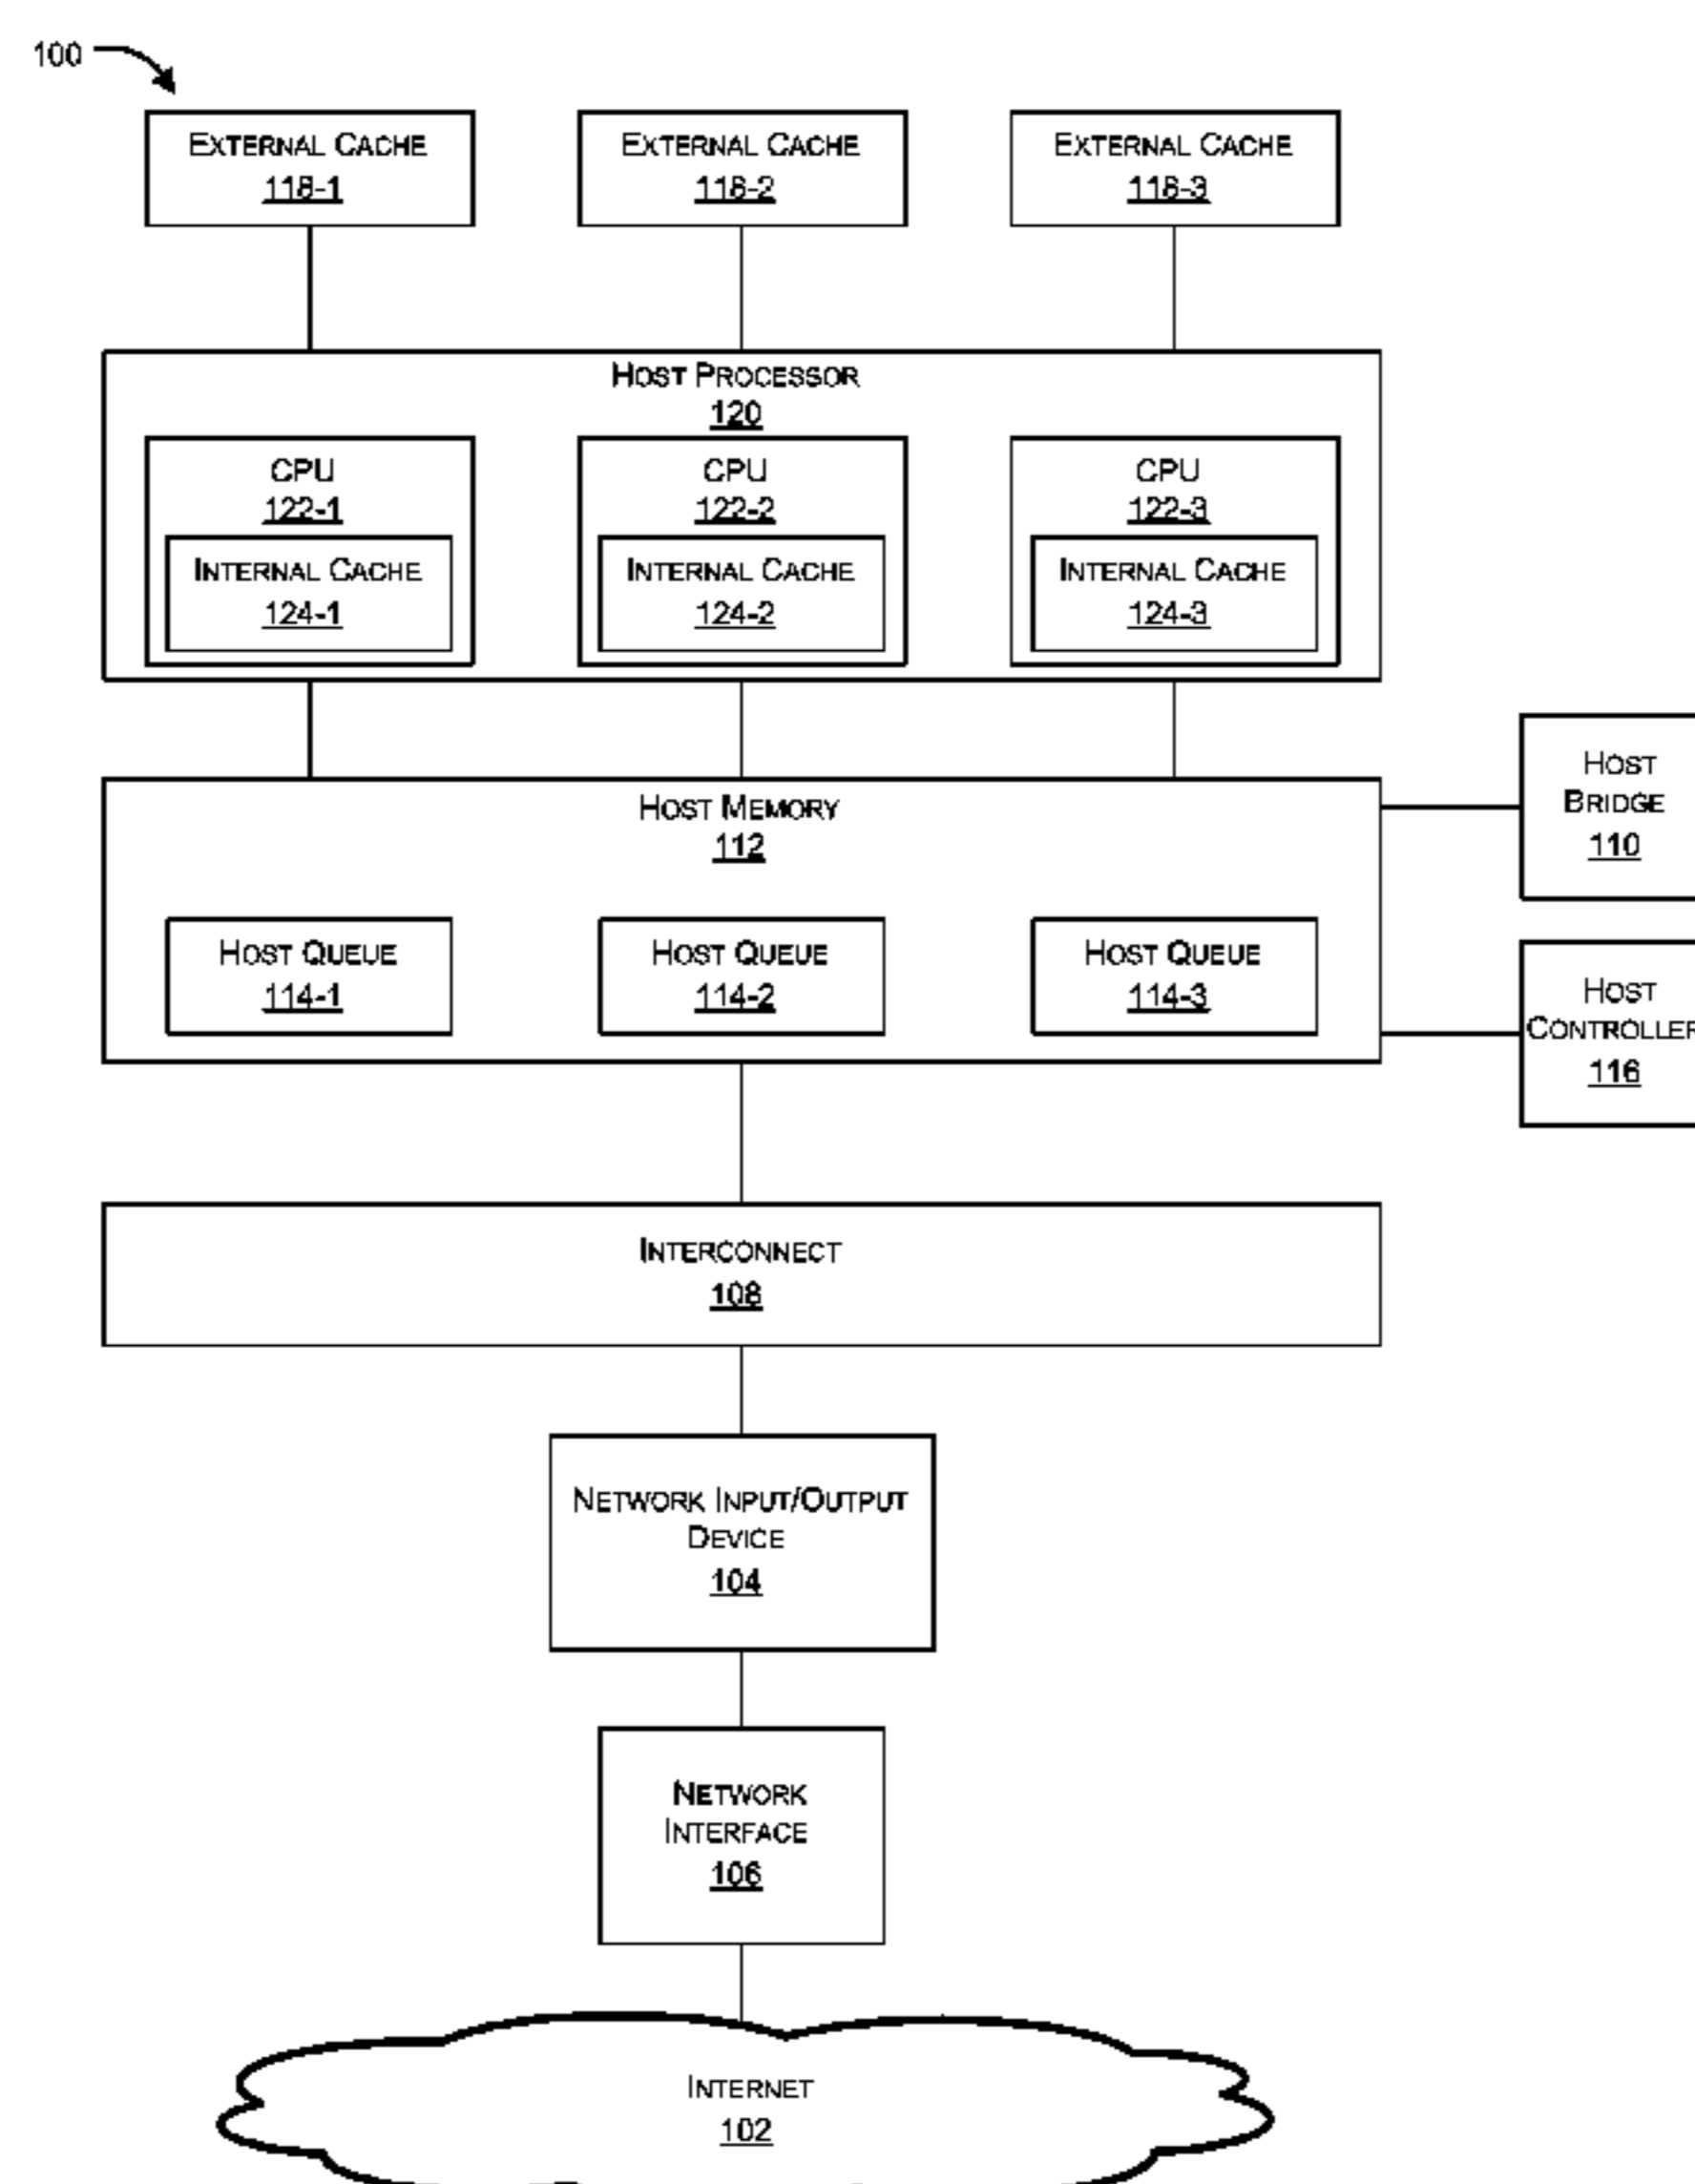 100
EXTERNAL CACHE
118-1
EXTERNAL CACHE
118-2
EXTERNAL CACHE
118-3
HOST PROCESSOR
120
CPU
122-1
INTERNAL CACHE
124-1
CPU
122-2
INTERNAL CACHE
124-2
CPU
122-3
INTERNAL CACHE
124-3
HOST MEMORY
112
HOST QUEUE
114-1
HOST QUEUE
114-2
HOST QUEUE
114-3
HOST
BRIDGE
110
HOST
CONTROLLER
116
INTERCONNECT
108
NETWORK INPUT/OUTPUT
DEVICE
104
NETWORK
INTERFACE
106
INTERNET
102